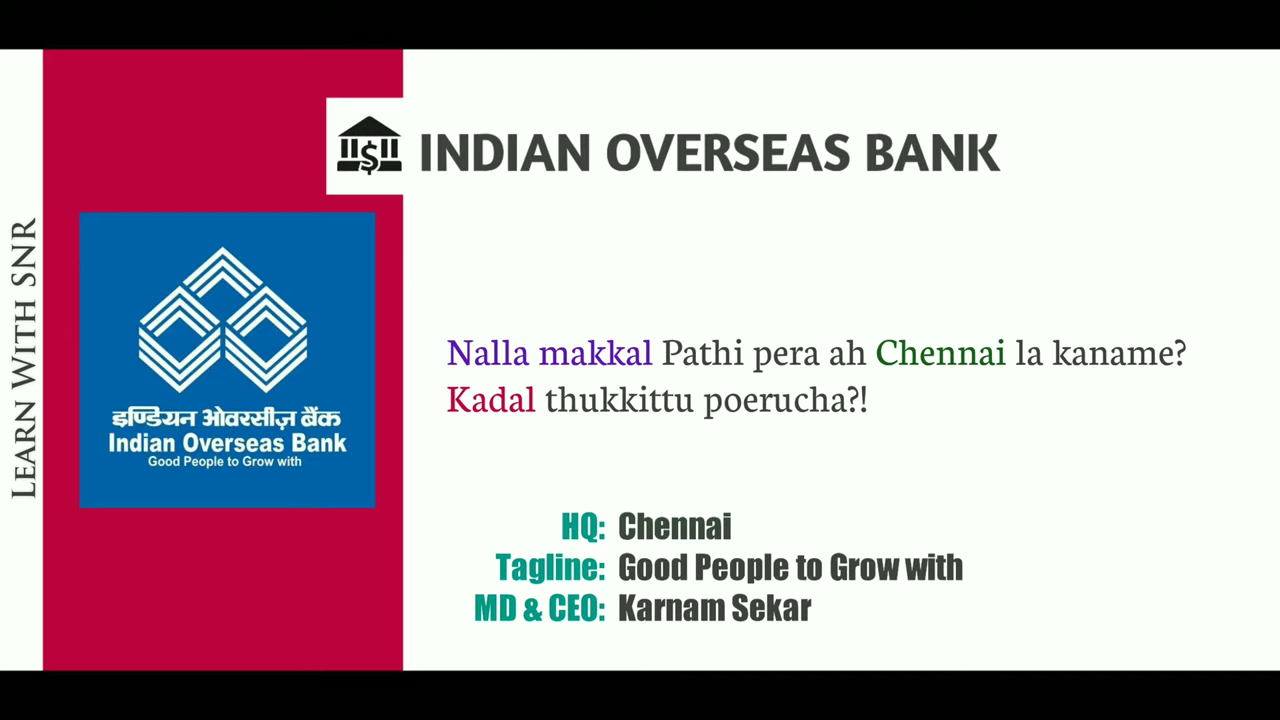 LEARN WITH SNR
INDIAN OVERSEAS BANK
इण्डियन ओवरसीज़ बैंक
Indian Overseas Bank
Good People to Grow with
Nalla makkal Pathi pera ah Chennai la kaname?
Kadal thukkittu poerucha?!
HQ: Chennai
Tagline: Good People to Grow with
MD & CEO: Karnam Sekar